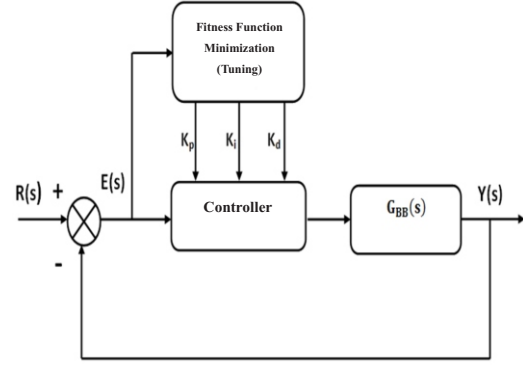 Fitness Function
Minimization
(Tuning)
Kp Ki Kd
R(s) + E(s)
Controller
GBB(s)
Y(s)
-